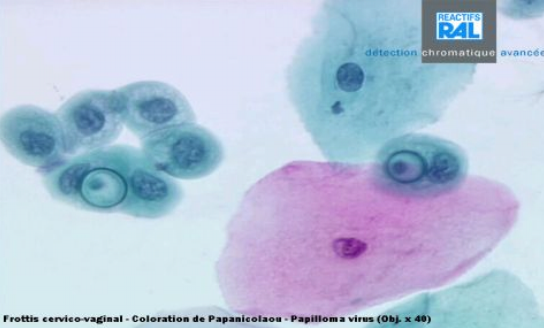 REACTIFS
RAL
détection chromatique avancée
Frottis cervico-vaginal - Coloration de Papanicolaou - Papilloma virus (Obj. x 40)